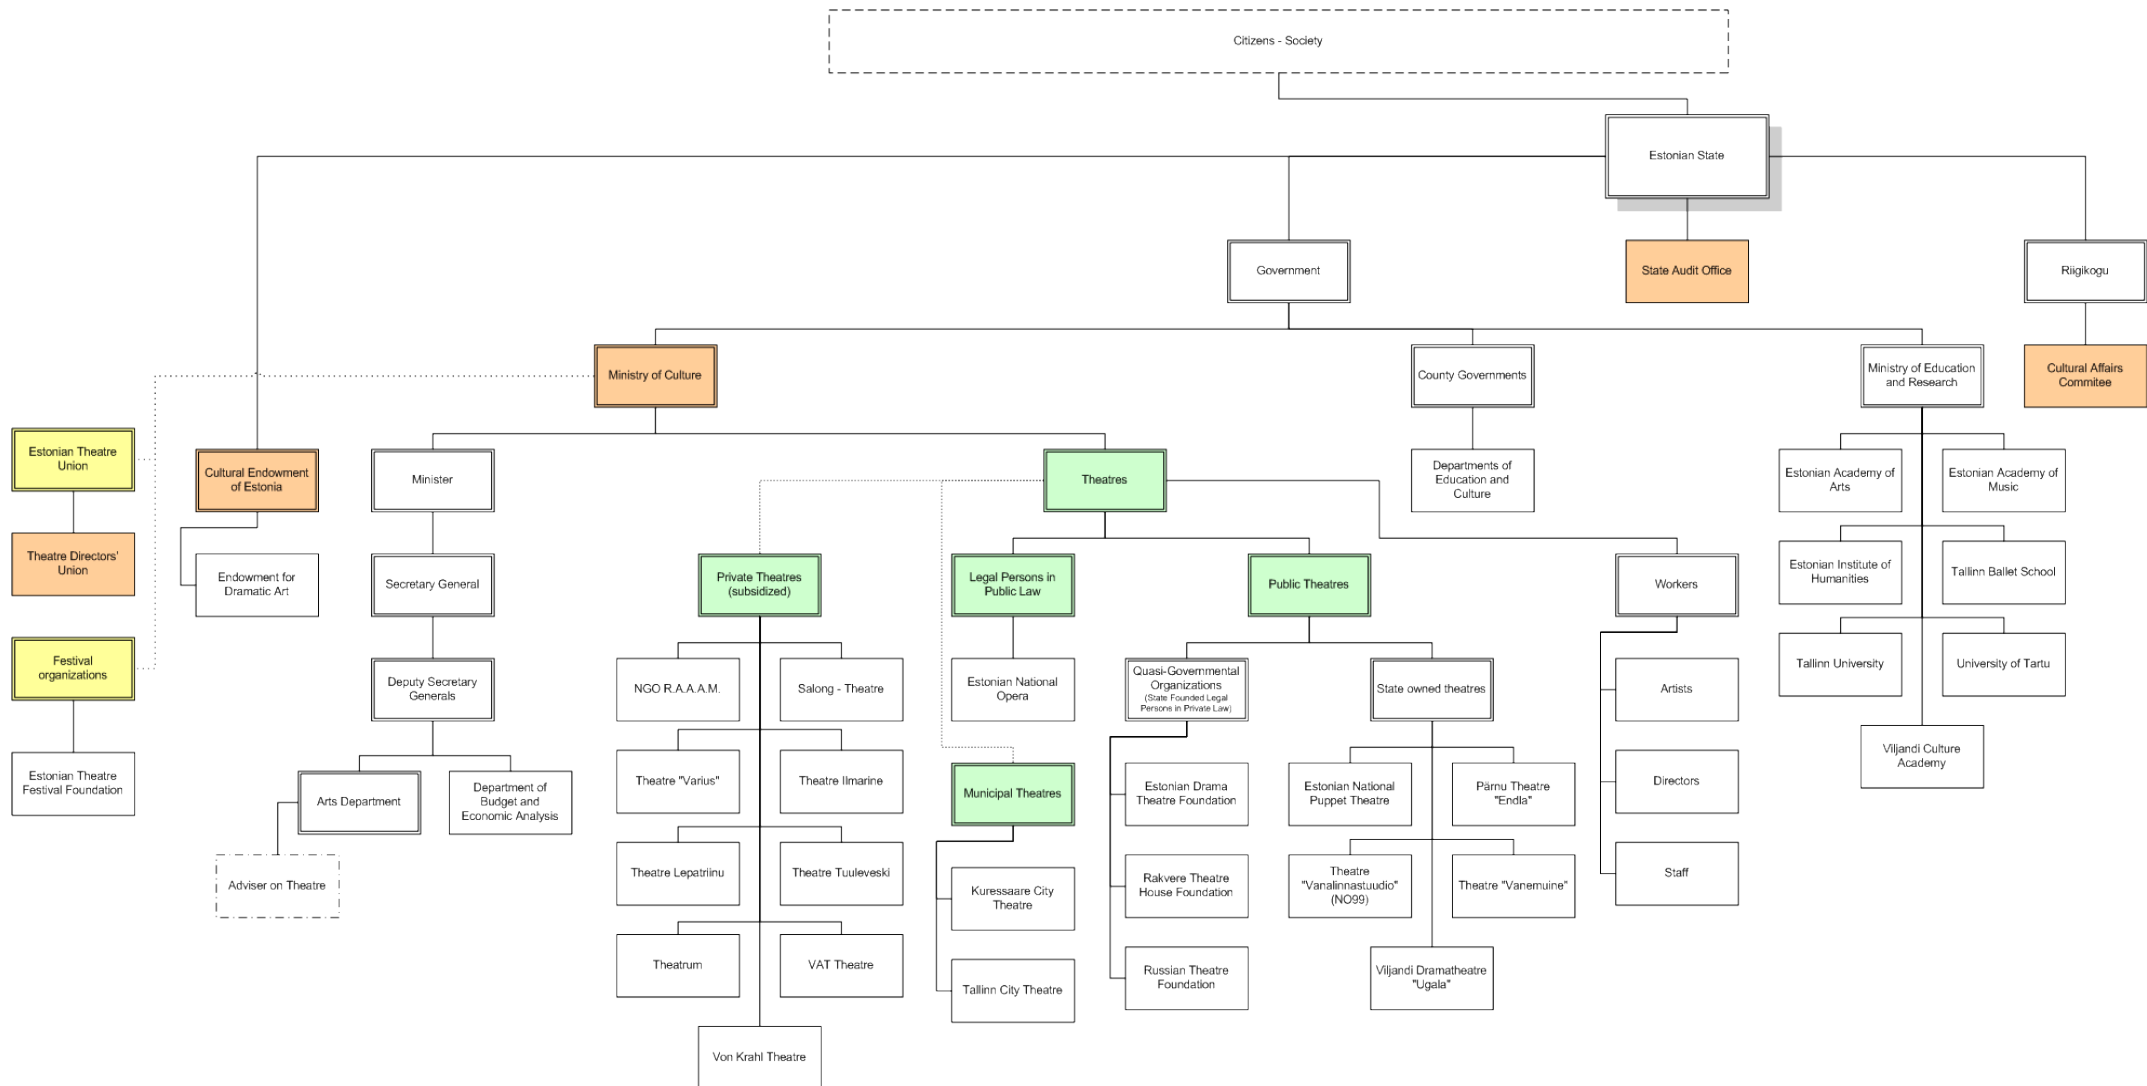 Citizens - Society
Estonian State
Government
State Audit Office
Riigikogu
Ministry of Culture
County Governments
Ministry of Education
and Research
Cultural Affairs
Commitee
Estonian Theatre
Union
Cultural Endowment
of Estonia
Minister
Theatres
Departments of
Education and
Culture
Estonian Academy of
Arts
Estonian Academy of
Music
Theatre Directors'
Union
Endowment for
Dramatic Art
Secretary General
Private Theatres
(subsidized)
Legal Persons in
Public Law
Public Theatres
Workers
Estonian Institute of
Humanities
Tallinn Ballet School
Festival
organizations
Deputy Secretary
Generals
NGO R.A.A.A.M.
Salong - Theatre
Estonian National
Opera
Quasi-Governmental
Organizations
(State Founded Legal
Persons in Private Law)
State owned theatres
Artists
Tallinn University
University of Tartu
Estonian Theatre
Festival Foundation
Arts Department
Department of
Budget and
Economic Analysis
Theatre "Varius"
Theatre Ilmarine
Municipal Theatres
Estonian Drama
Theatre Foundation
Estonian National
Puppet Theatre
Pärnu Theatre
"Endla"
Directors
Viljandi Culture
Academy
Adviser on Theatre
Theatre Lepatriinu
Theatre Tuuleveski
Kuressaare City
Theatre
Rakvere Theatre
House Foundation
Theatre
"Vanalinnastuudio"
(NO99)
Theatre "Vanemuine"
Staff
Theatrum
VAT Theatre
Tallinn City Theatre
Russian Theatre
Foundation
Viljandi Dramatheatre
"Ugala"
Von Krahl Theatre